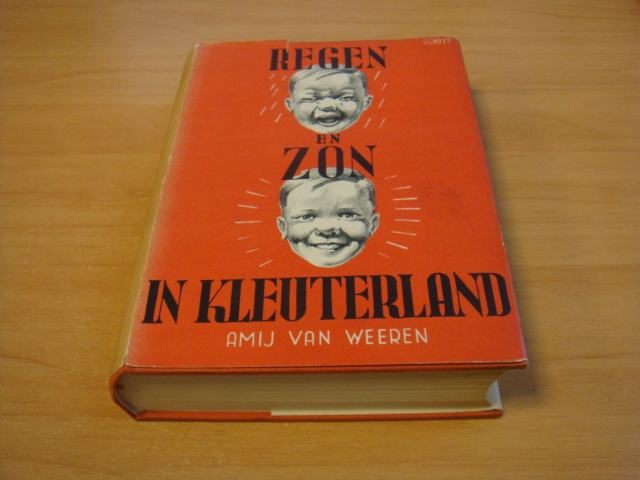 REGEN
EN
ZON
IN KLEUTERLAND
AMIJ VAN WEEREN